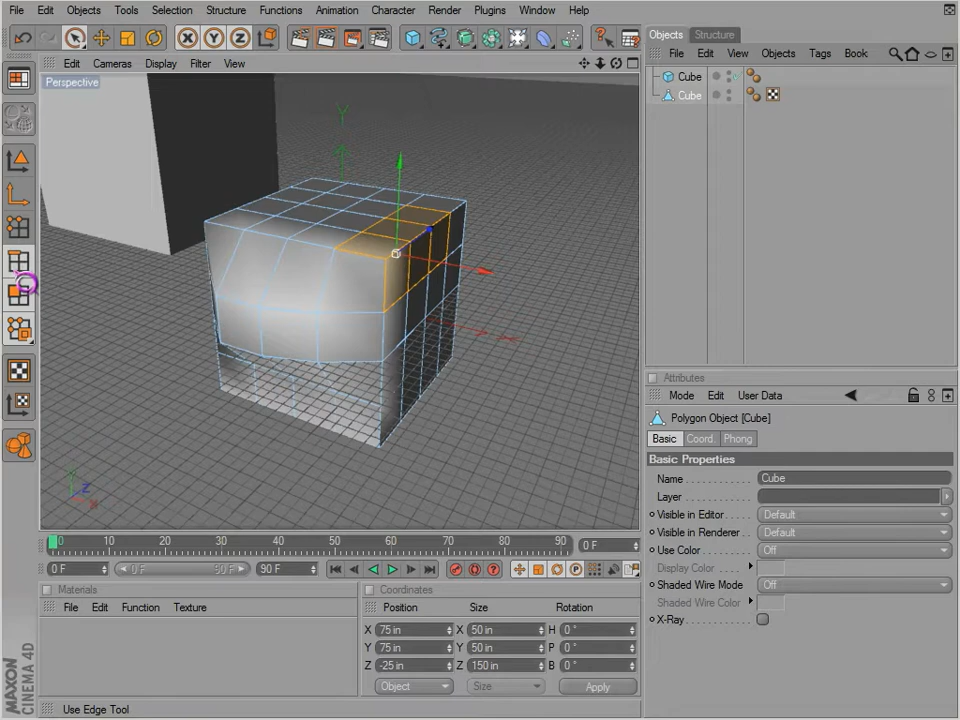 File Edit Objects Tools Selection Structure Functions Animation Character Render Plugins Window Help
Edit Cameras Display Filter View
Perspective
Y
X
Y
Z
X
0 10 20 30 40 50 60 70 80 90 0 F
0 F 0 F 90 F 90 F
Materials
File Edit Function Texture
Coordinates
Position Size Rotation
X 75 in X 50 in H 0 °
Y 75 in Y 50 in P 0 °
Z -25 in Z 150 in B 0 °
Object Size Apply
MAXON
CINEMA 4D
Use Edge Tool
Objects Structure
File Edit View Objects Tags Book
Cube
Cube
Attributes
Mode Edit User Data
Polygon Object [Cube]
Basic Coord. Phong
Basic Properties
Name Cube
Layer
Visible in Editor Default
Visible in Renderer Default
Use Color Off
Display Color
Shaded Wire Mode Off
Shaded Wire Color
X-Ray